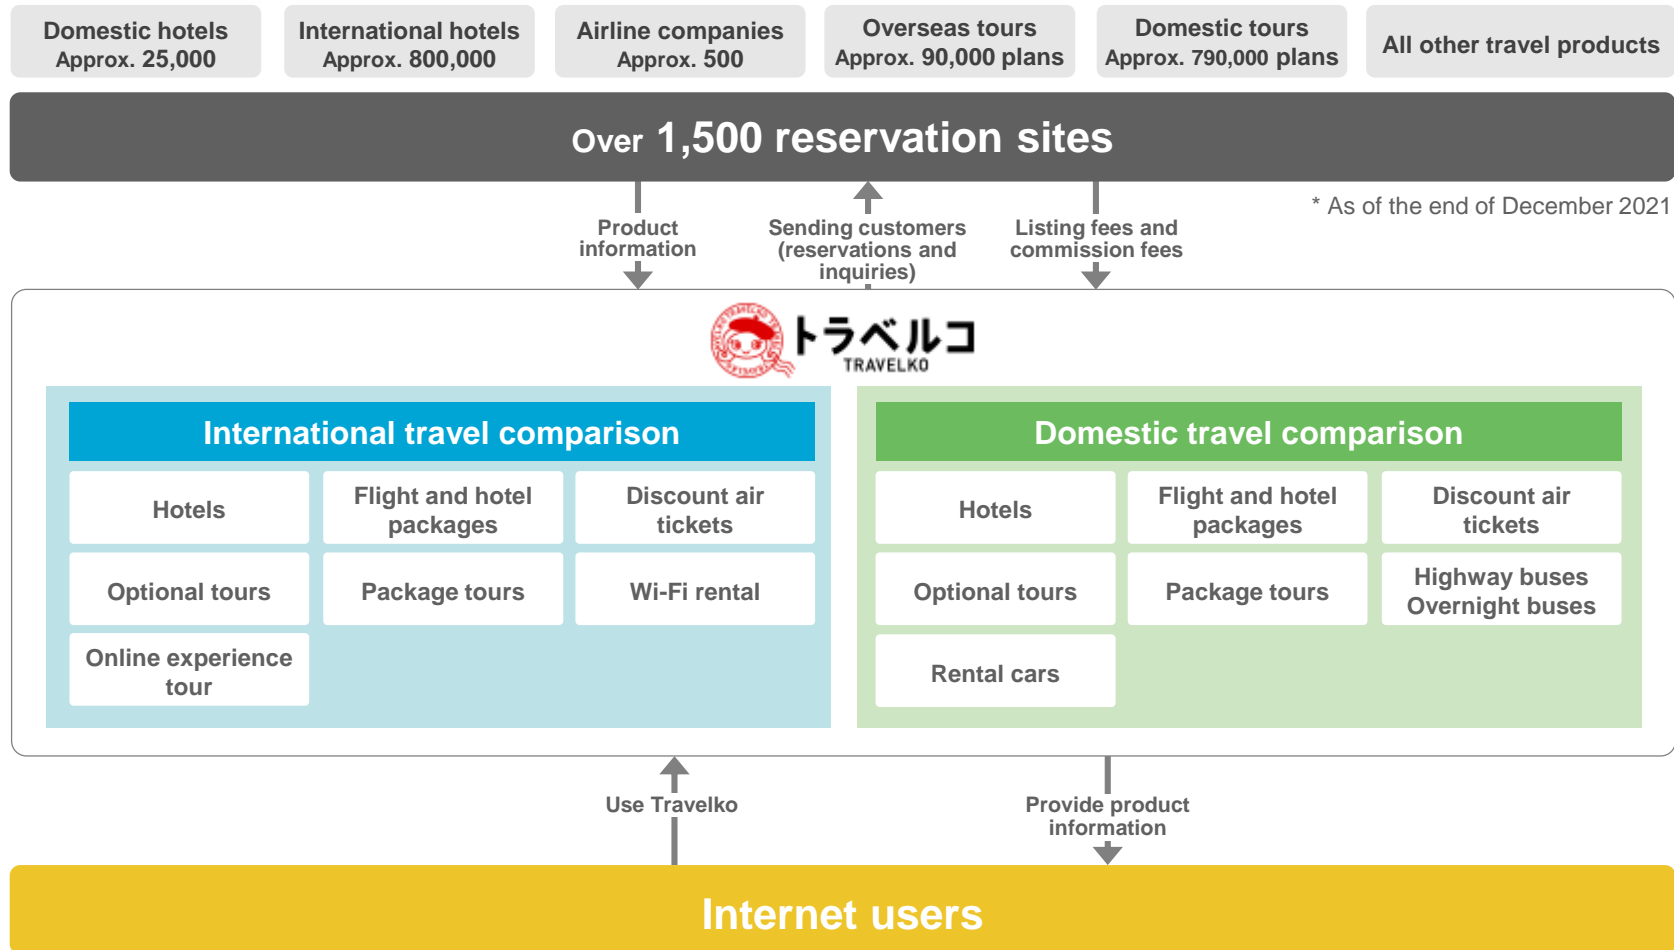 Domestic hotels
Approx. 25,000
International hotels
Approx. 800,000
Airline companies
Approx. 500
Overseas tours
Approx. 90,000 plans
Domestic tours
Approx. 790,000 plans
All other travel products
Over 1,500 reservation sites
* As of the end of December 2021
Product
information
Sending customers
(reservations and
inquiries)
Listing fees and
commission fees
トラベルコ
TRAVELKO
International travel comparison
Hotels
Flight and hotel
packages
Discount air
tickets
Optional tours
Package tours
Wi-Fi rental
Online experience
tour
Domestic travel comparison
Hotels
Flight and hotel
packages
Discount air
tickets
Optional tours
Package tours
Highway buses
Overnight buses
Rental cars
Use Travelko
Provide product
information
Internet users